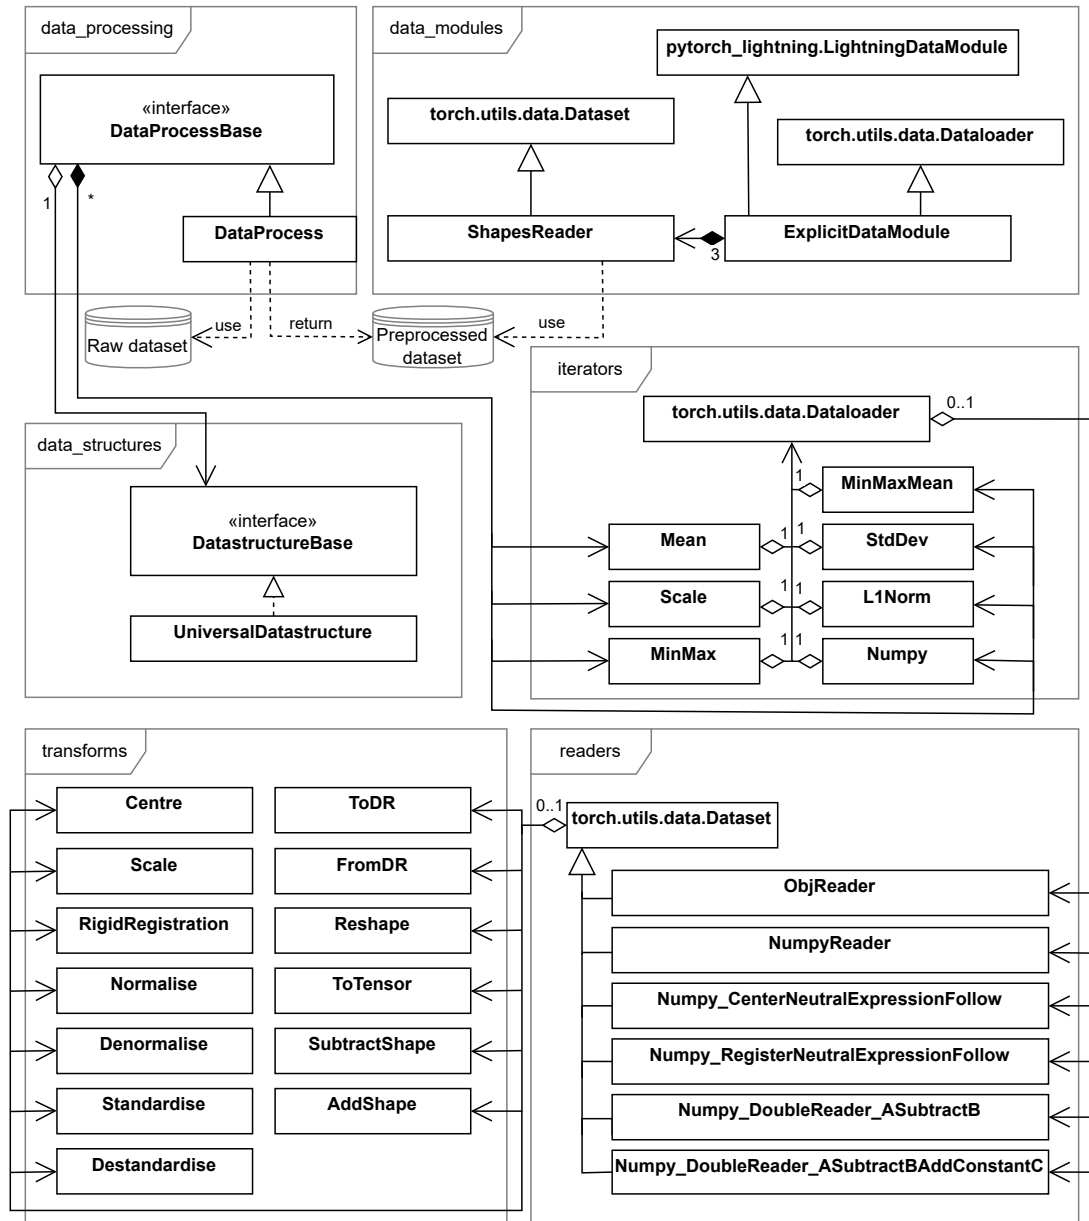 data_processing
«interface»
DataProcessBase
1
*
DataProcess
data_modules
pytorch_lightning.LightningDataModule
torch.utils.data.Dataset
torch.utils.data.Dataloader
ShapesReader
3
ExplicitDataModule
use
return
use
Raw dataset
Preprocessed
dataset
data_structures
«interface»
DatastructureBase
UniversalDatastructure
iterators
torch.utils.data.Dataloader
0..1
1
MinMaxMean
Mean
1
1
StdDev
Scale
1
1
L1Norm
MinMax
1
1
Numpy
transforms
Centre
ToDR
Scale
FromDR
RigidRegistration
Reshape
Normalise
ToTensor
Denormalise
SubtractShape
Standardise
AddShape
Destandardise
readers
0..1
torch.utils.data.Dataset
ObjReader
NumpyReader
Numpy_CenterNeutralExpressionFollow
Numpy_RegisterNeutralExpressionFollow
Numpy_DoubleReader_ASubtractB
Numpy_DoubleReader_ASubtractBAddConstantC